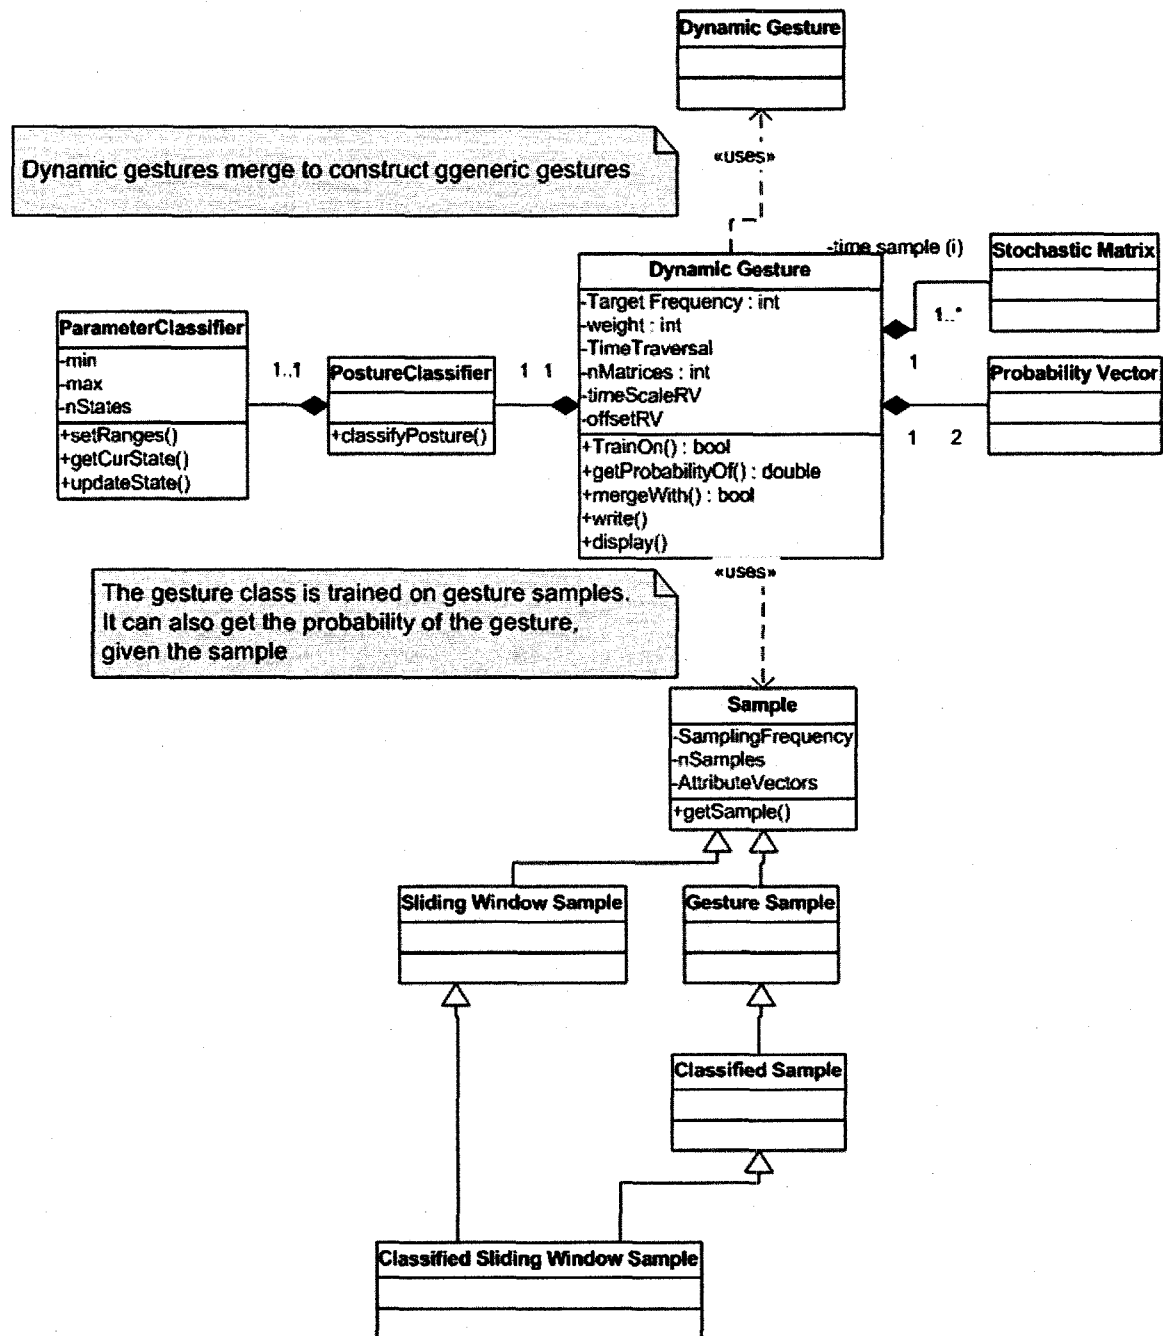 Dynamic Gesture
«uses»
Dynamic gestures merge to construct ggeneric gestures
-time sample (i)
Stochastic Matrix
Dynamic Gesture
-Target Frequency : int
-weight : int
-TimeTraversal
-nMatrices : int
-timeScaleRV
-offsetRV
+TrainOn() : bool
+getProbabilityOf() : double
+mergeWith() : bool
+write()
+display()
1..*
1
Probability Vector
1 2
ParameterClassifier
-min
-max
-nStates
+setRanges()
+getCurState()
+updateState()
1..1
PostureClassifier
+classifyPosture()
1 1
«uses»
The gesture class is trained on gesture samples.
It can also get the probability of the gesture,
given the sample
Sample
-SamplingFrequency
-nSamples
-AttributeVectors
+getSample()
Sliding Window Sample
Gesture Sample
Classified Sample
Classified Sliding Window Sample